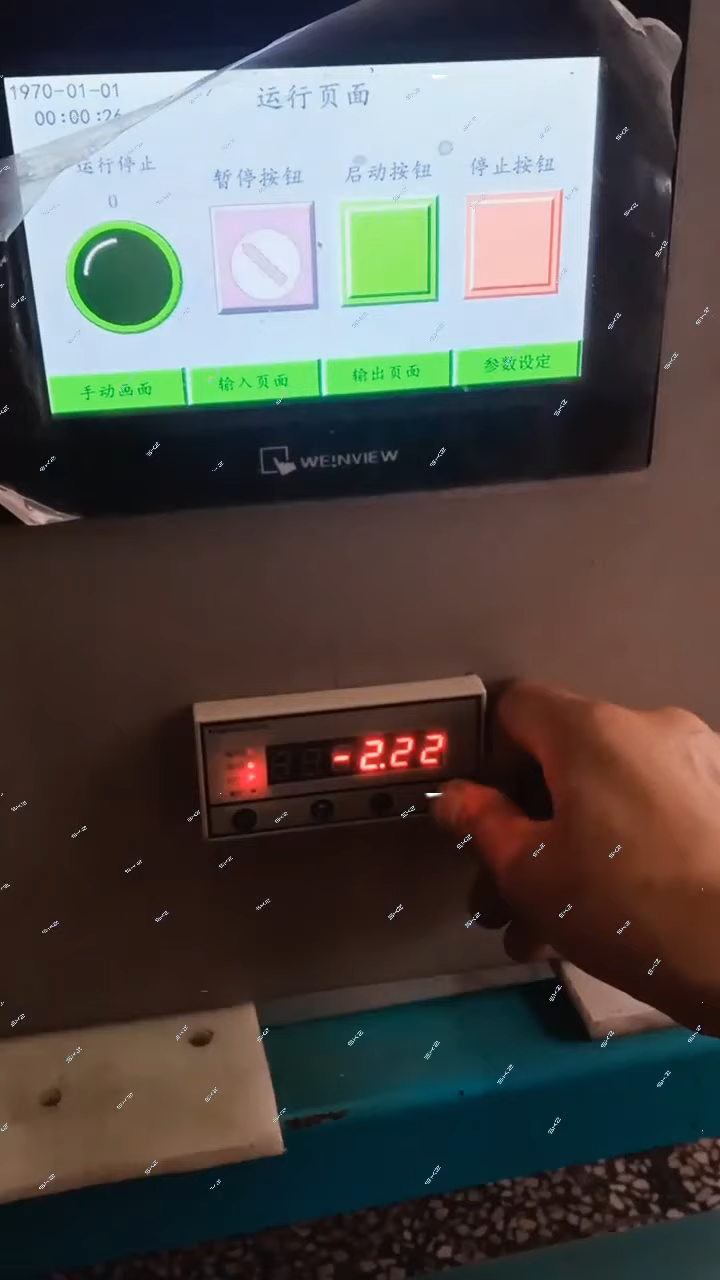 1970-01-01
00:00:26
运行页面
运行停止
暂停按钮
启动按钮
停止按钮
0
手动画面
输入页面
输出页面
参数设定
WEINVIEW
-2.22